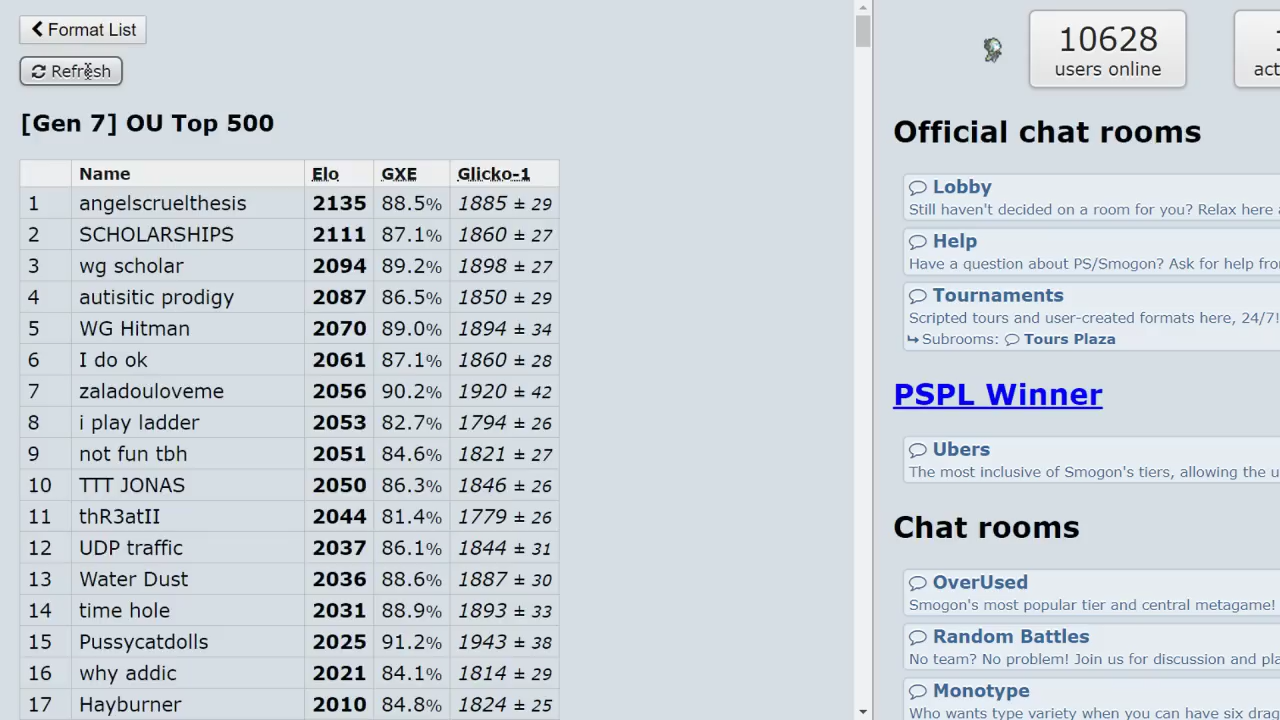 Format List
Refresh
[Gen 7] OU Top 500
Name Elo GXE Glicko-1
1 angelscruelthesis 2135 88.5% 1885 ± 29
2 SCHOLARSHIPS 2111 87.1% 1860 ± 27
3 wg scholar 2094 89.2% 1898 ± 27
4 autisitic prodigy 2087 86.5% 1850 ± 29
5 WG Hitman 2070 89.0% 1894 ± 34
6 I do ok 2061 87.1% 1860 ± 28
7 zaladouloveme 2056 90.2% 1920 ± 42
8 i play ladder 2053 82.7% 1794 ± 26
9 not fun tbh 2051 84.6% 1821 ± 27
10 TTT JONAS 2050 86.3% 1846 ± 26
11 thR3atII 2044 81.4% 1779 ± 26
12 UDP traffic 2037 86.1% 1844 ± 31
13 Water Dust 2036 88.6% 1887 ± 30
14 time hole 2031 88.9% 1893 ± 33
15 Pussycatdolls 2025 91.2% 1943 ± 38
16 why addic 2021 84.1% 1814 ± 29
17 Hayburner 2010 84.8% 1824 ± 25
10628
users online
act
Official chat rooms
Lobby
Still haven't decided on a room for you? Relax here
Help
Have a question about PS/Smogon? Ask for help fro
Tournaments
Scripted tours and user-created formats here, 24/7!
Subrooms: Tours Plaza
PSPL Winner
Ubers
The most inclusive of Smogon's tiers, allowing the u
Chat rooms
OverUsed
Smogon's most popular tier and central metagame!
Random Battles
No team? No problem! Join us for discussion and pla
Monotype
Who wants type variety when you can have six drag